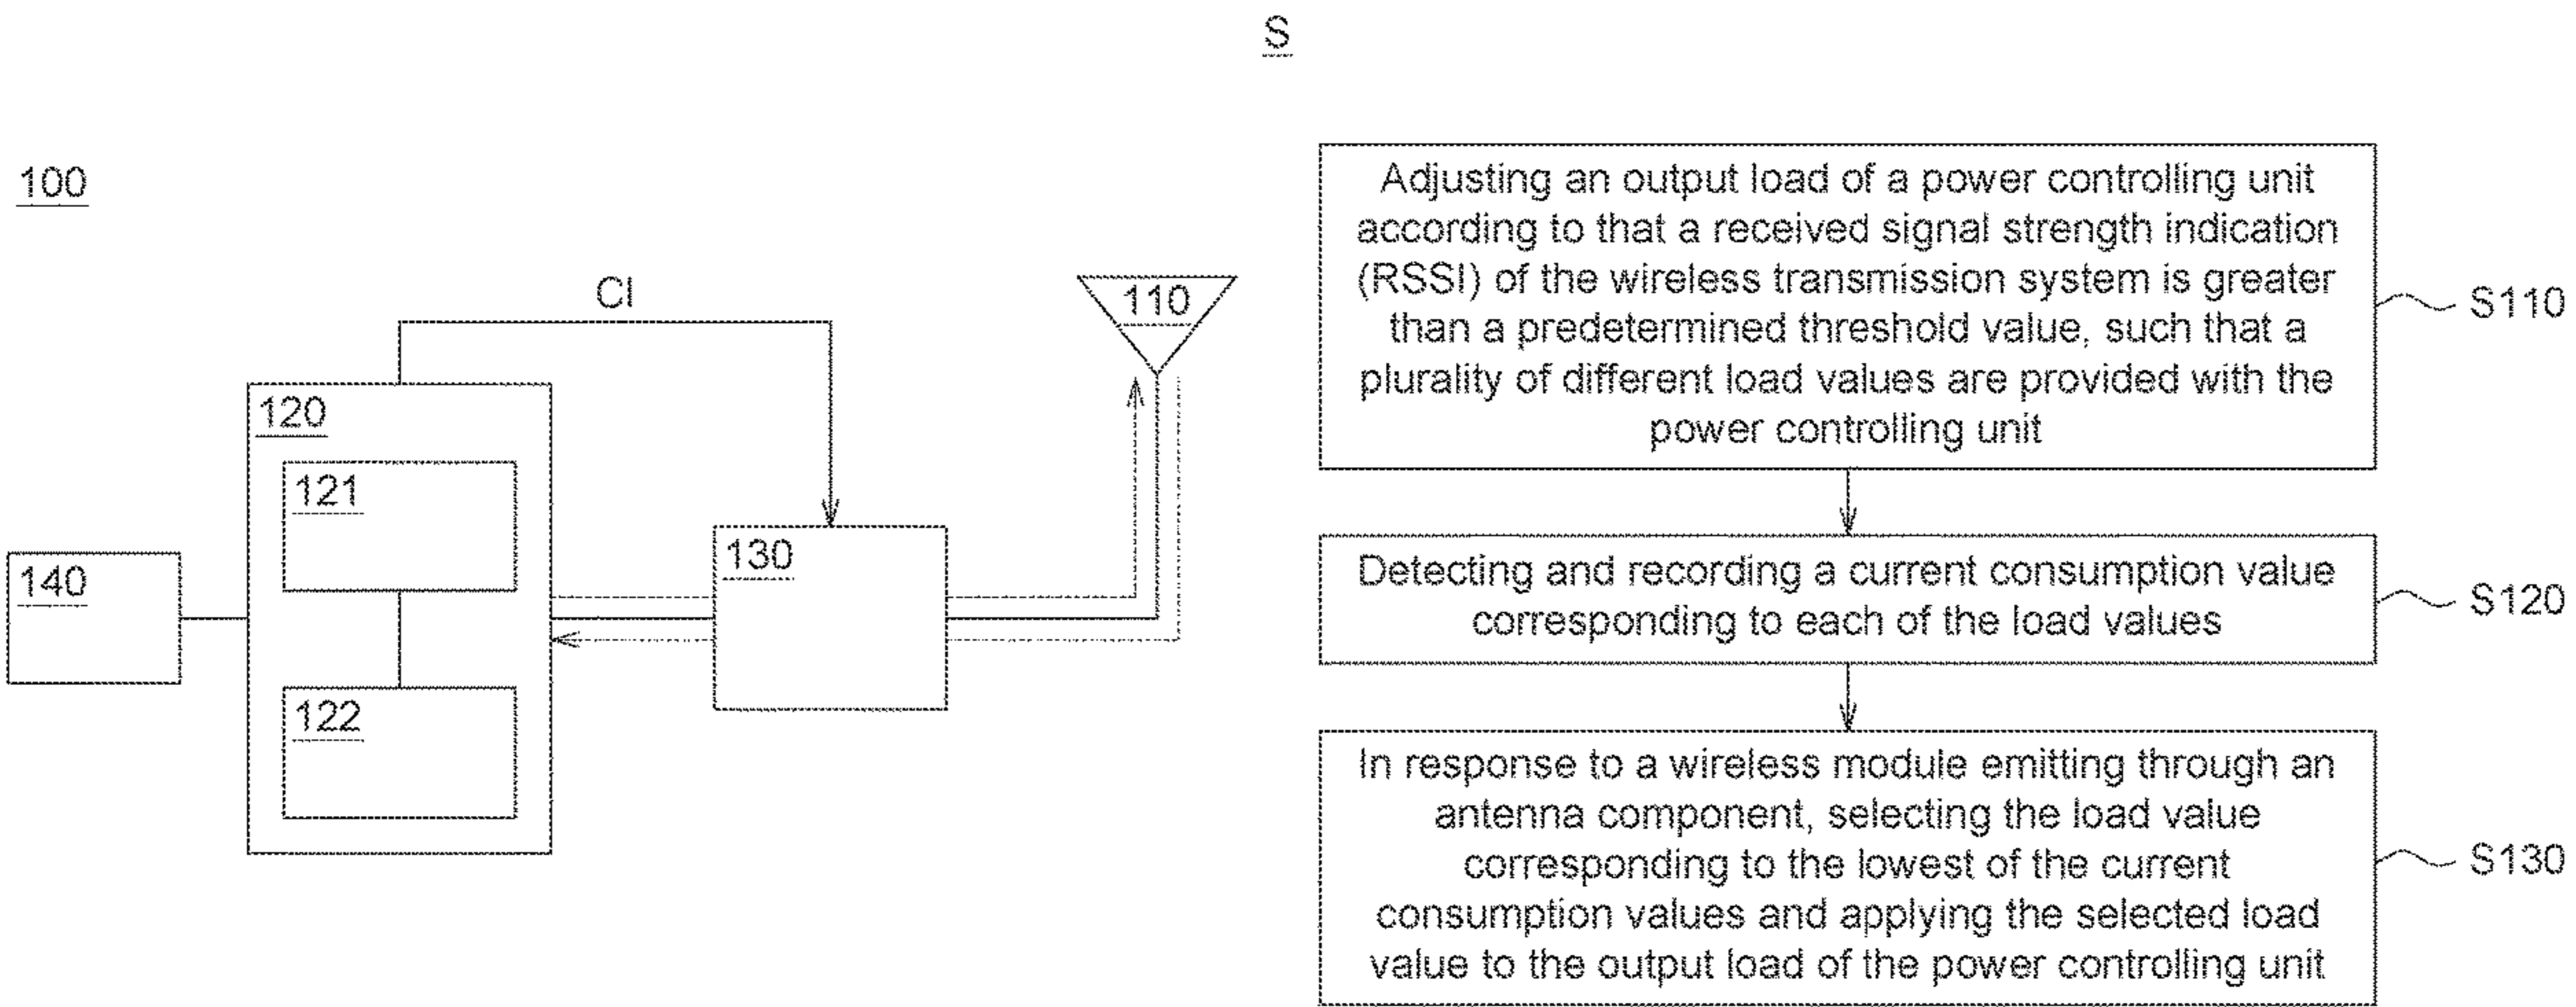 S
100
CI
110
120
121
130
140
122
Adjusting an output load of a power controlling unit
according to that a received signal strength indication
(RSSI) of the wireless transmission system is greater
than a predetermined threshold value, such that a
plurality of different load values are provided with the
power controlling unit
S110
Detecting and recording a current consumption value
corresponding to each of the load values
S120
In response to a wireless module emitting through an
antenna component, selecting the load value
corresponding to the lowest of the current
consumption values and applying the selected load
value to the output load of the power controlling unit
S130